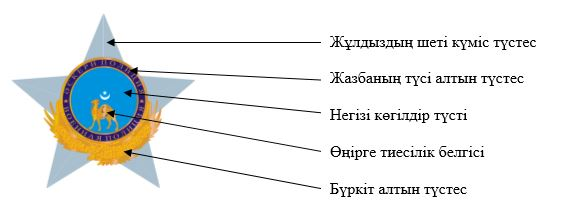 Жұлдыздың шеті күміс түстес
Жазбаның түсі алтын түстес
Негізі көгілдір түсті
Өңірге тиесілік белгісі
Бүркіт алтын түстес